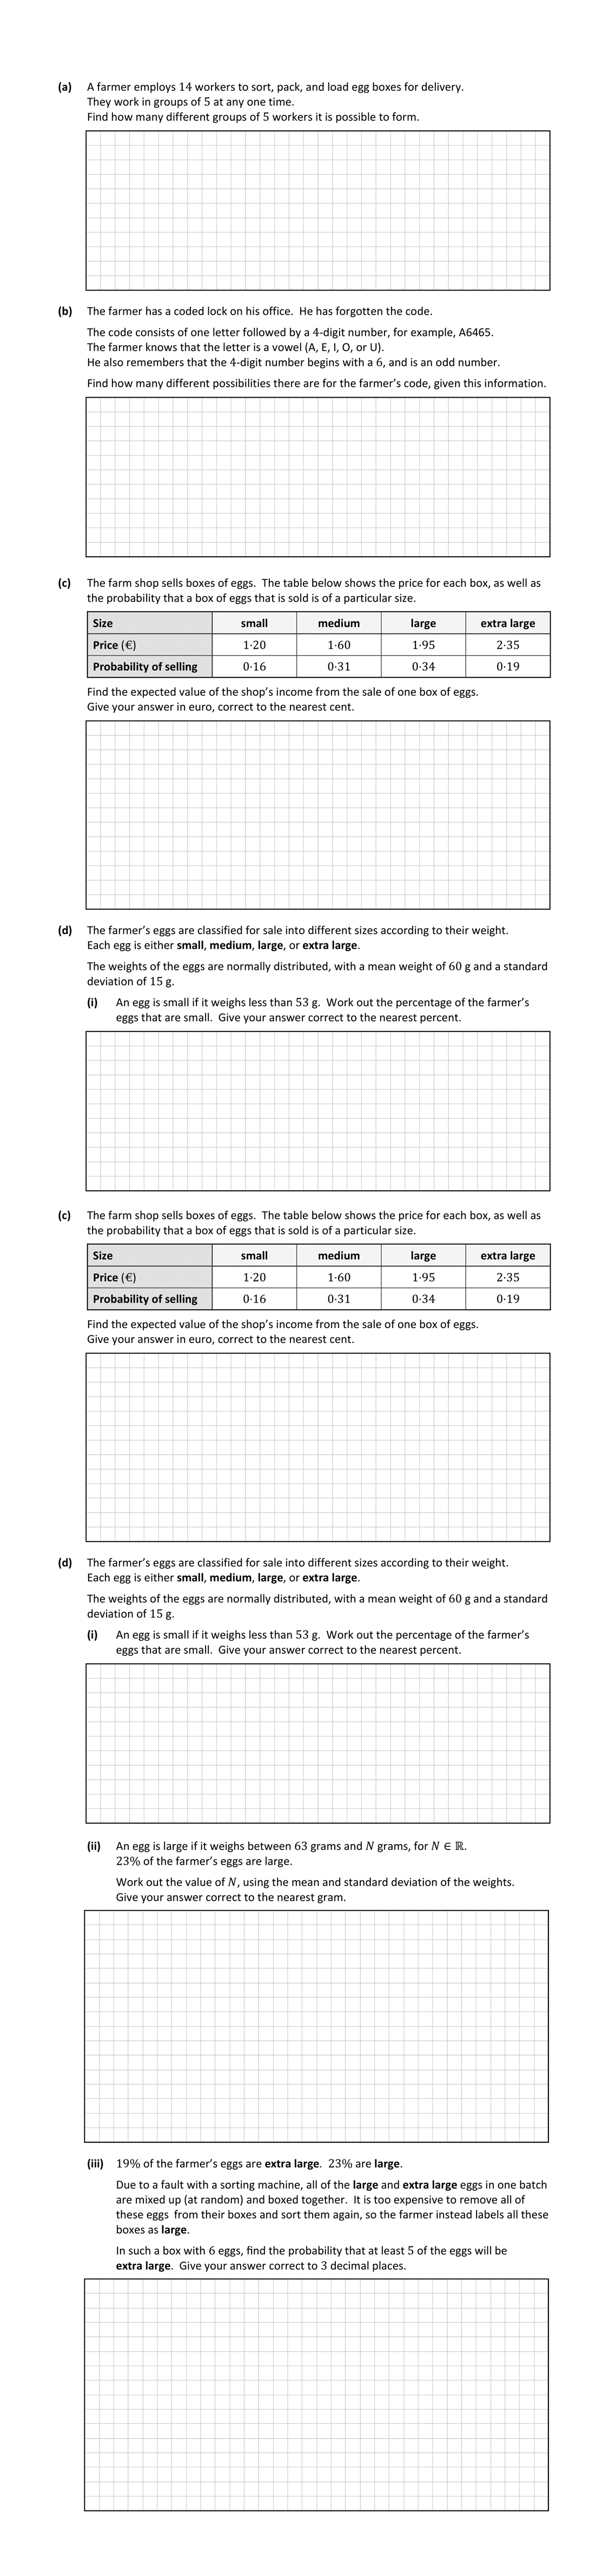 (a) A farmer employs 14 workers to sort, pack, and load egg boxes for delivery.
They work in groups of 5 at any one time.
Find how many different groups of 5 workers it is possible to form.
(b) The farmer has a coded lock on his office. He has forgotten the code.
The code consists of one letter followed by a 4-digit number, for example, A6465.
The farmer knows that the letter is a vowel (A, E, I, O, or U).
He also remembers that the 4-digit number begins with a 6, and is an odd number.
Find how many different possibilities there are for the farmer's code, given this information.
(c) The farm shop sells boxes of eggs. The table below shows the price for each box, as well as
the probability that a box of eggs that is sold is of a particular size.
Size small medium large extra large
Price (€) 1·20 1·60 1·95 2·35
Probability of selling 0·16 0·31 0·34 0·19
Find the expected value of the shop's income from the sale of one box of eggs.
Give your answer in euro, correct to the nearest cent.
(d) The farmer's eggs are classified for sale into different sizes according to their weight.
Each egg is either small, medium, large, or extra large.
The weights of the eggs are normally distributed, with a mean weight of 60 g and a standard
deviation of 15 g.
(i) An egg is small if it weighs less than 53 g. Work out the percentage of the farmer's
eggs that are small. Give your answer correct to the nearest percent.
(c) The farm shop sells boxes of eggs. The table below shows the price for each box, as well as
the probability that a box of eggs that is sold is of a particular size.
Size small medium large extra large
Price (€) 1·20 1·60 1·95 2·35
Probability of selling 0·16 0·31 0·34 0·19
Find the expected value of the shop's income from the sale of one box of eggs.
Give your answer in euro, correct to the nearest cent.
(d) The farmer's eggs are classified for sale into different sizes according to their weight.
Each egg is either small, medium, large, or extra large.
The weights of the eggs are normally distributed, with a mean weight of 60 g and a standard
deviation of 15 g.
(i) An egg is small if it weighs less than 53 g. Work out the percentage of the farmer's
eggs that are small. Give your answer correct to the nearest percent.
(ii) An egg is large if it weighs between 63 grams and N grams, for N ∈ ℝ.
23% of the farmer's eggs are large.
Work out the value of N, using the mean and standard deviation of the weights.
Give your answer correct to the nearest gram.
(iii) 19% of the farmer's eggs are extra large. 23% are large.
Due to a fault with a sorting machine, all of the large and extra large eggs in one batch
are mixed up (at random) and boxed together. It is too expensive to remove all of
these eggs from their boxes and sort them again, so the farmer instead labels all these
boxes as large.
In such a box with 6 eggs, find the probability that at least 5 of the eggs will be
extra large. Give your answer correct to 3 decimal places.